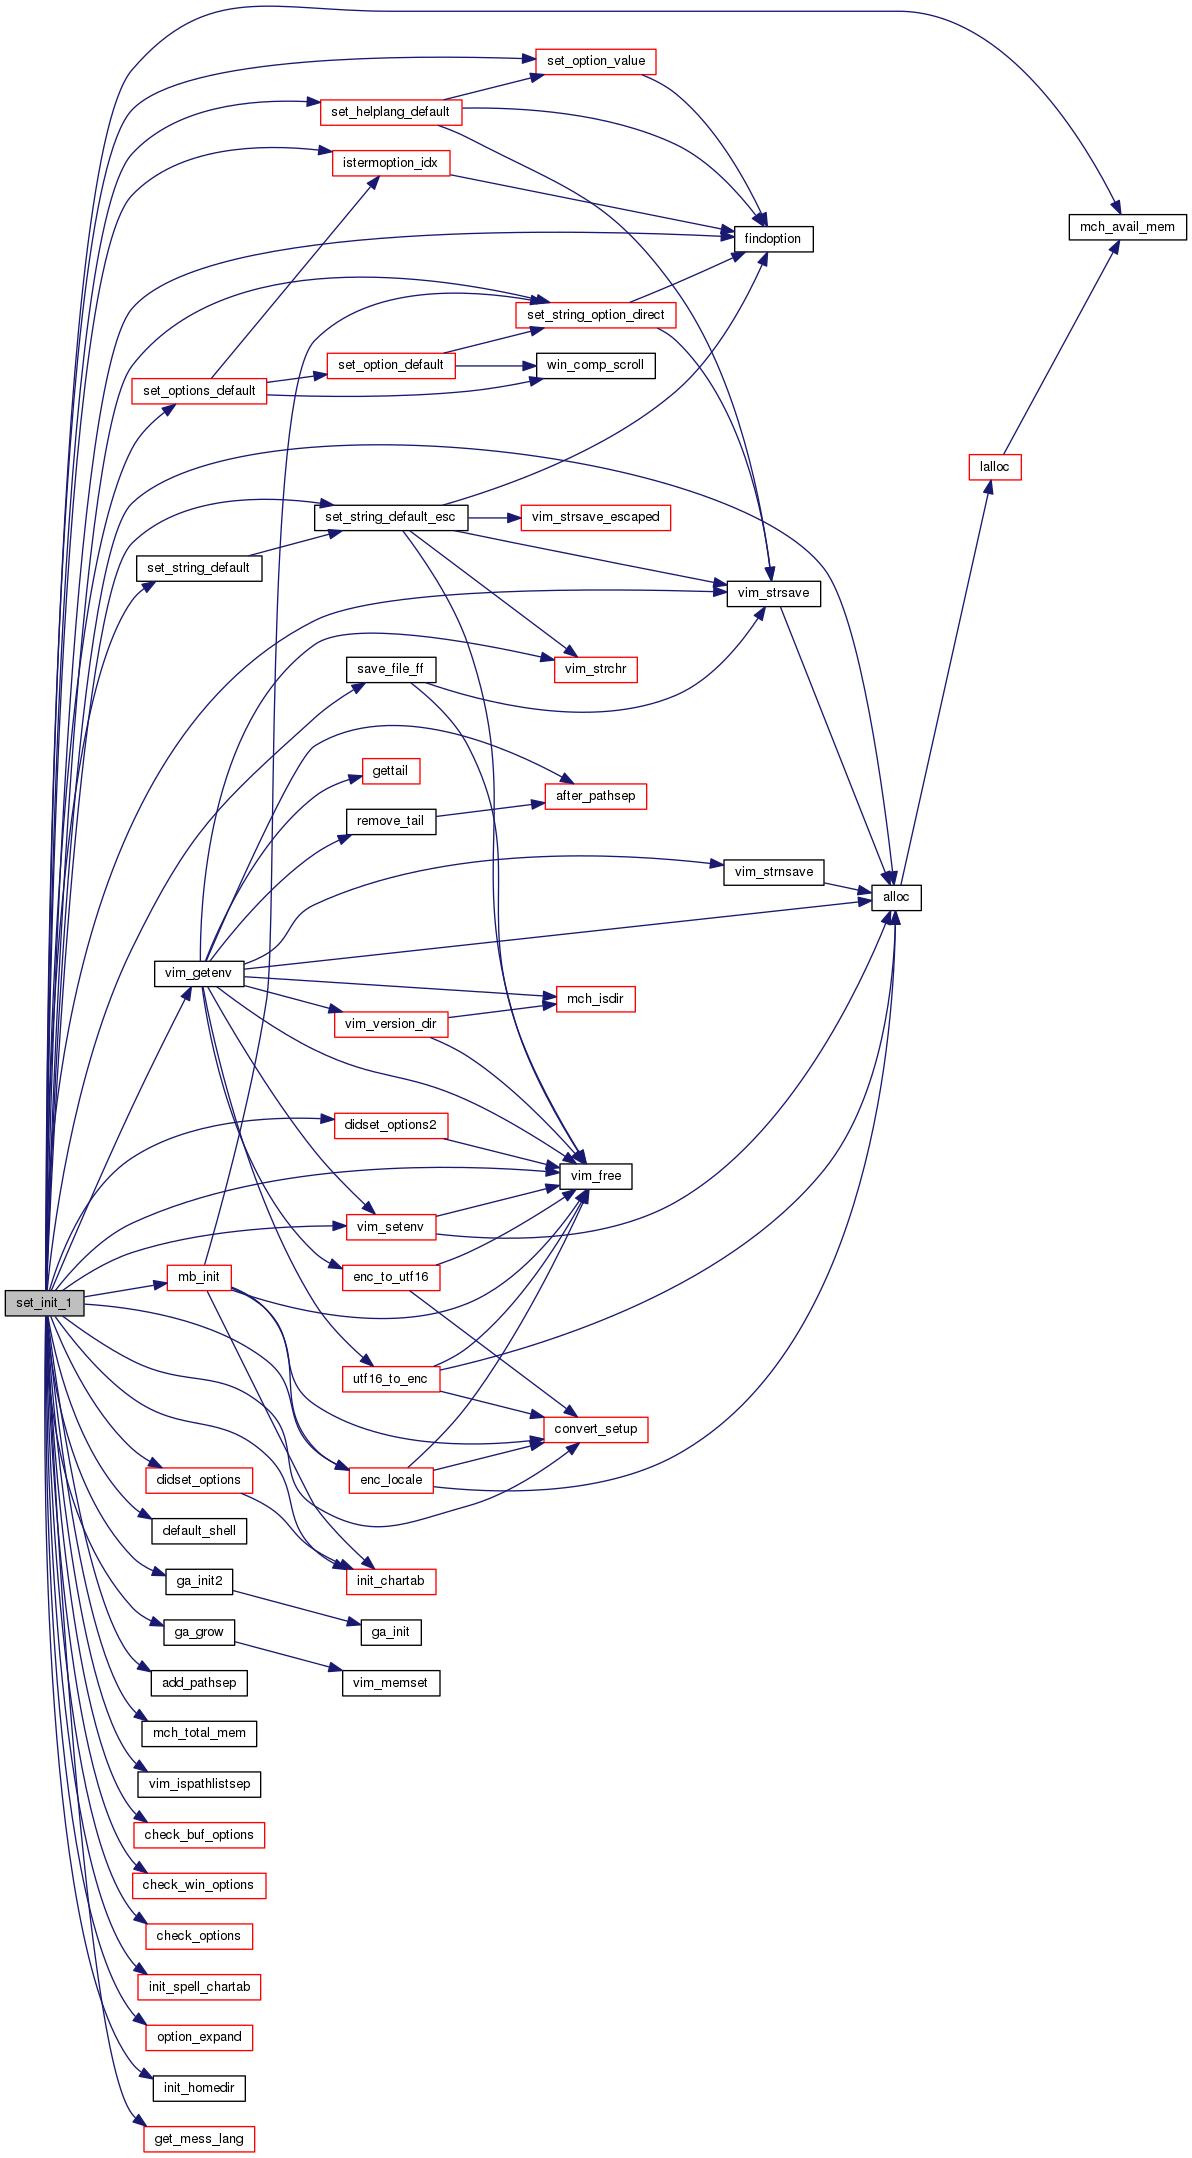 set_option_value
set_helplang_default
istermoption_idx
mch_avail_mem
findoption
set_string_option_direct
set_option_default
win_comp_scroll
set_options_default
lalloc
set_string_default_esc
vim_strsave_escaped
set_string_default
vim_strsave
save_file_ff
vim_strchr
gettail
after_pathsep
remove_tail
vim_strnsave
alloc
vim_getenv
mch_isdir
vim_version_dir
didset_options2
vim_free
vim_setenv
mb_init
enc_to_utf16
set_init_1
utf16_to_enc
convert_setup
didset_options
enc_locale
default_shell
ga_init2
init_chartab
ga_grow
ga_init
add_pathsep
vim_memset
mch_total_mem
vim_ispathlistsep
check_buf_options
check_win_options
check_options
init_spell_chartab
option_expand
init_homedir
get_mess_lang